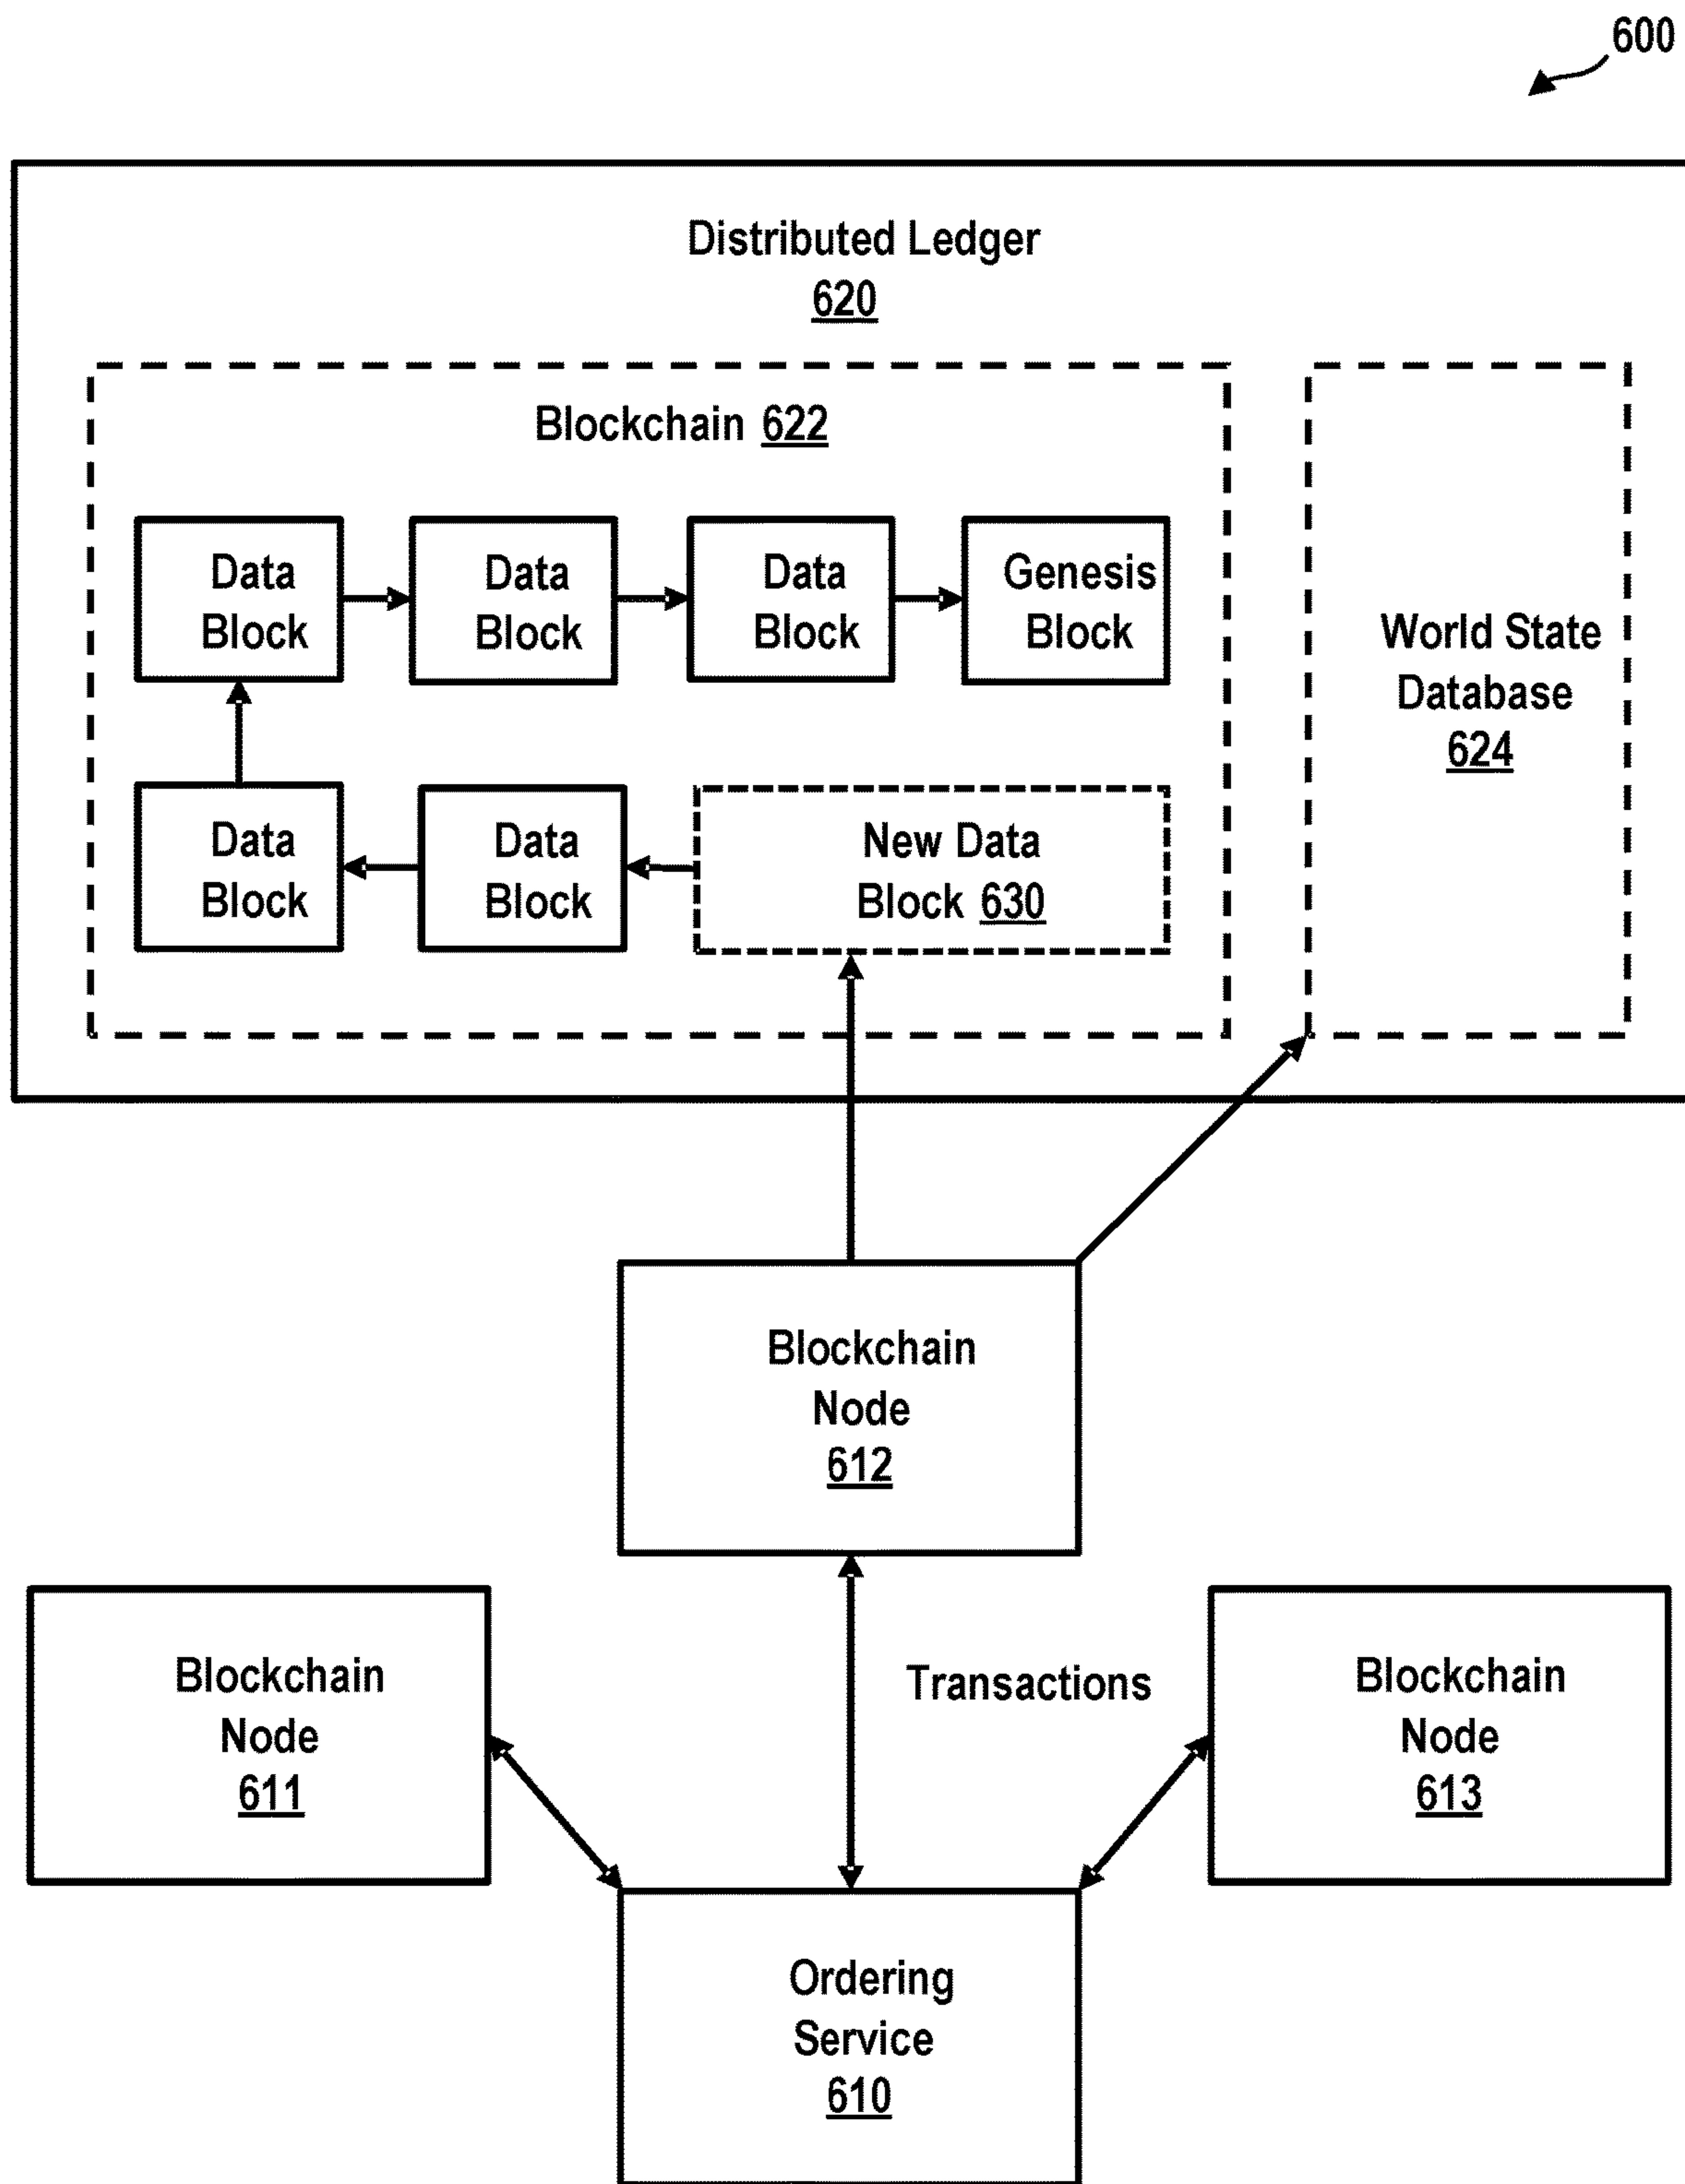 600
Distributed Ledger
620
Blockchain 622
Data
Block
Data
Block
Data
Block
Genesis
Block
World State
Database
624
Data
Block
Data
Block
New Data
Block 630
Blockchain
Node
612
Blockchain
Node
611
Transactions
Blockchain
Node
613
Ordering
Service
610